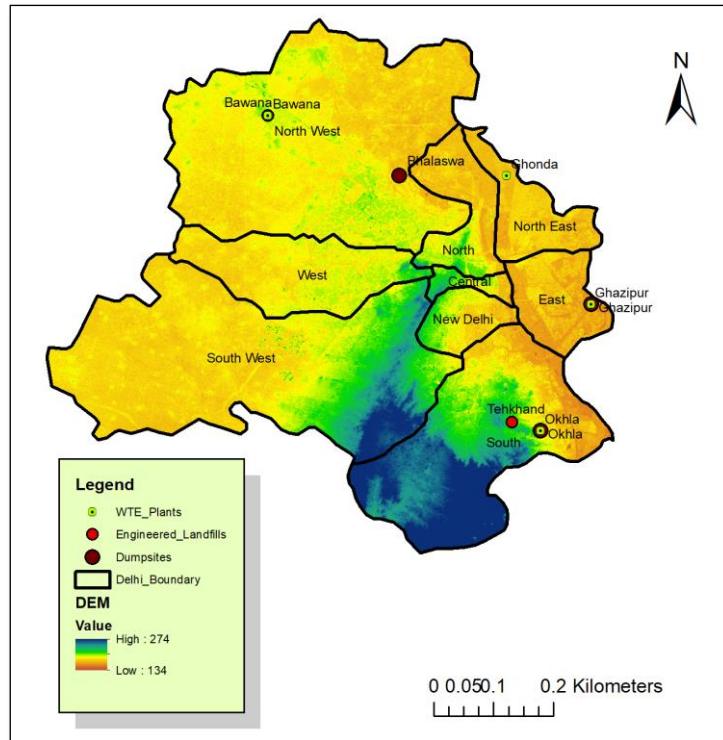 N
Bawana Bawana
North West
Bhalaswa
Ghonda
North East
North
West
Central
East
Ghazipur
Ghazipur
New Delhi
South West
Tehkhand
Okhla
Okhla
South
Legend
WTE_Plants
Engineered_Landfills
Dumpsites
Delhi_Boundary
DEM
Value
High : 274
Low : 134
0 0.050.1 0.2 Kilometers